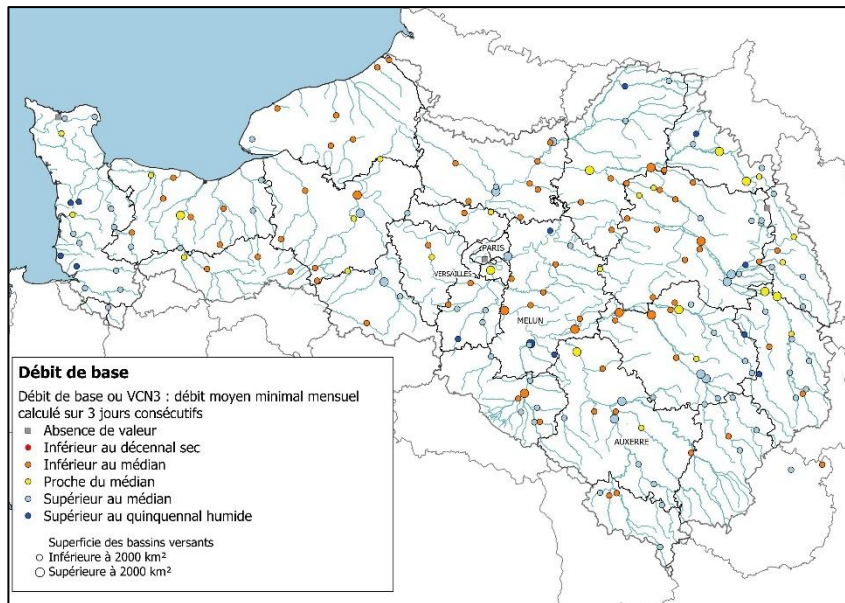 PARIS
VERSAILLES
MELUN
AUXERRE
Débit de base
Débit de base ou VCN3 : débit moyen minimal mensuel
calculé sur 3 jours consécutifs
Absence de valeur
Inférieur au décennal sec
Inférieur au médian
Proche du médian
Supérieur au médian
Supérieur au quinquennal humide
Superficie des bassins versants
Inférieure à 2000 km²
Supérieure à 2000 km²